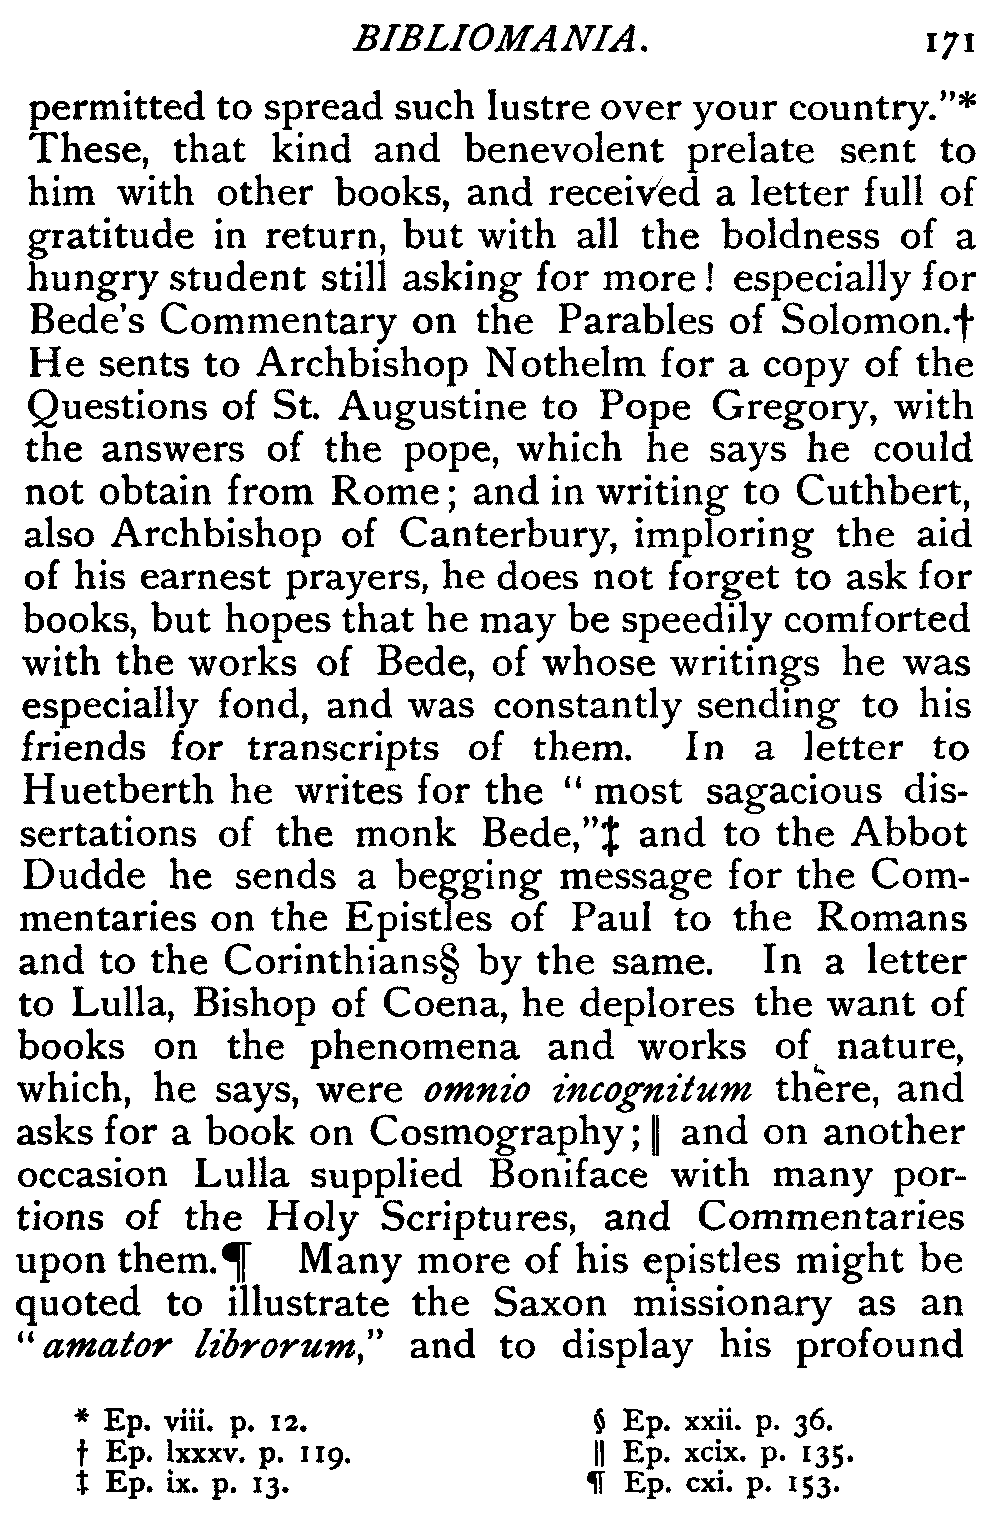 BIBLIOMANIA. 171
permitted to spread such lustre over your country."*
These, that kind and benevolent prelate sent to
him with other books, and received a letter full of
gratitude in return, but with all the boldness of a
hungry student still asking for more! especially for
Bede's Commentary on the Parables of Solomon.†
He sents to Archbishop Nothelm for a copy of the
Questions of St. Augustine to Pope Gregory, with
the answers of the pope, which he says he could
not obtain from Rome; and in writing to Cuthbert,
also Archbishop of Canterbury, imploring the aid
of his earnest prayers, he does not forget to ask for
books, but hopes that he may be speedily comforted
with the works of Bede, of whose writings he was
especially fond, and was constantly sending to his
friends for transcripts of them. In a letter to
Huetberth he writes for the "most sagacious dis-
sertations of the monk Bede,"‡ and to the Abbot
Dudde he sends a begging message for the Com-
mentaries on the Epistles of Paul to the Romans
and to the Corinthians§ by the same. In a letter
to Lulla, Bishop of Coena, he deplores the want of
books on the phenomena and works of nature,
which, he says, were omnio incognitum there, and
asks for a book on Cosmography;‖ and on another
occasion Lulla supplied Boniface with many por-
tions of the Holy Scriptures, and Commentaries
upon them.¶ Many more of his epistles might be
quoted to illustrate the Saxon missionary as an
"amator librorum," and to display his profound
* Ep. viii. p. 12.
† Ep. lxxxv. p. 119.
‡ Ep. ix. p. 13.
§ Ep. xxii. p. 36.
‖ Ep. xcix. p. 135.
¶ Ep. cxi. p. 153.